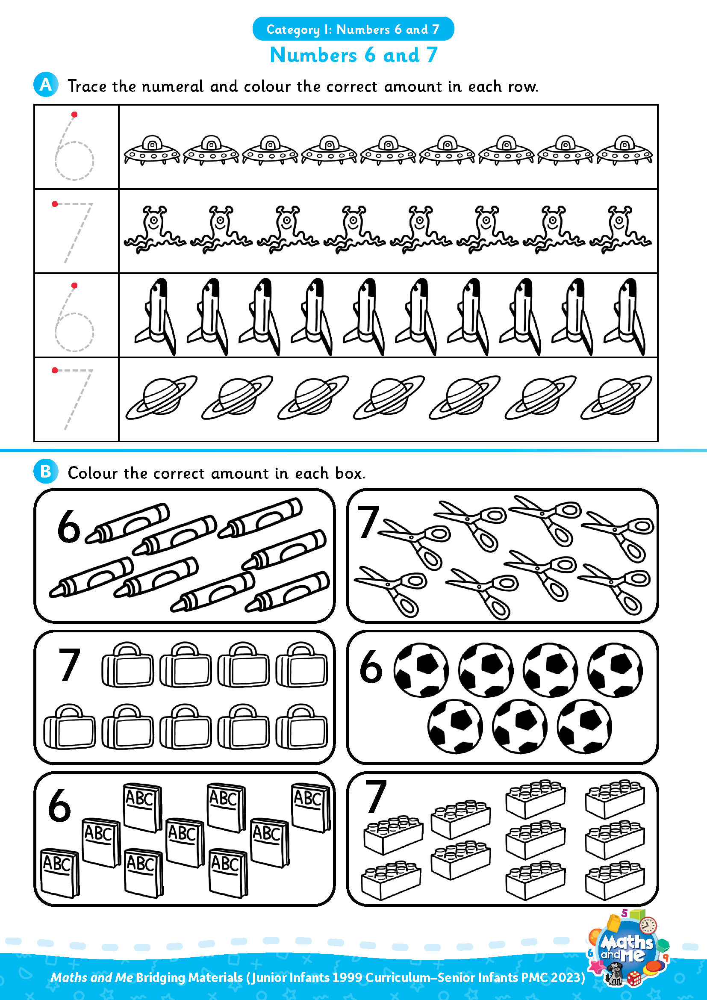 Category 1: Numbers 6 and 7
Numbers 6 and 7
A Trace the numeral and colour the correct amount in each row.
6
7
6
7
B Colour the correct amount in each box.
6
7
7
6
6
ABC ABC ABC
ABC ABC ABC
ABC ABC ABC
7
5
Maths
and Me
6
9
Maths and Me Bridging Materials (Junior Infants 1999 Curriculum–Senior Infants PMC 2023)